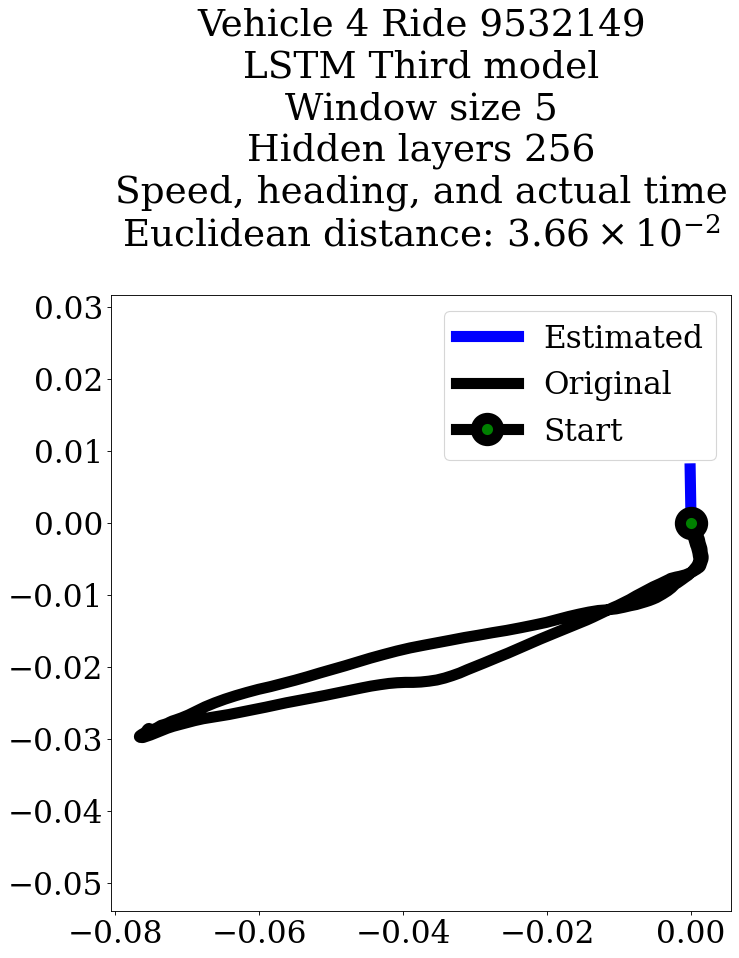 Vehicle 4 Ride 9532149
LSTM Third model
Window size 5
Hidden layers 256
Speed, heading, and actual time
Euclidean distance: 3.66 × 10⁻²
0.03
Estimated
0.02
Original
0.01
Start
0.00
−0.01
−0.02
−0.03
−0.04
−0.05
−0.08 −0.06 −0.04 −0.02 0.00